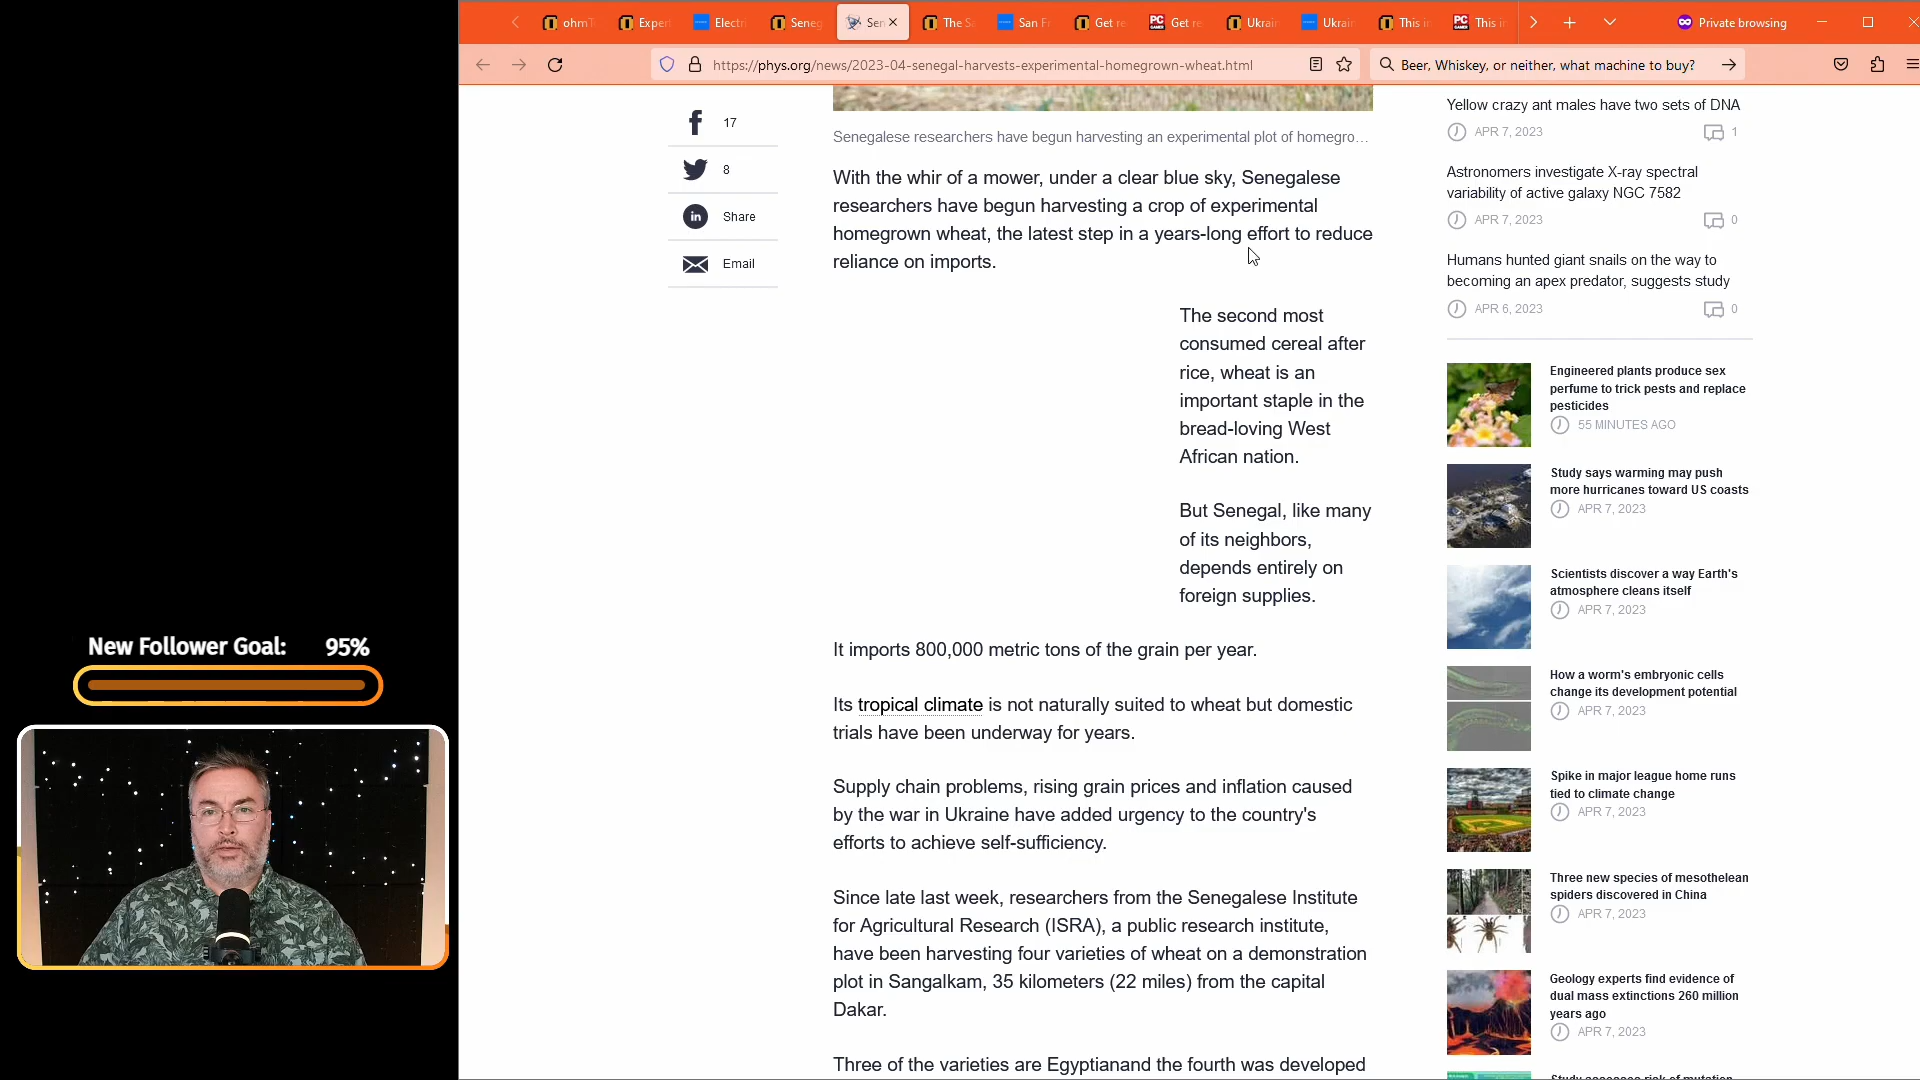 ohmT
Exper
Electri
Seneg
Sen
The Sa
San Fr
Get re
Get re
Ukrai
Ukrain
This i
This i
Private browsing
https://phys.org/news/2023-04-senegal-harvests-experimental-homegrown-wheat.html
Beer, Whiskey, or neither, what machine to buy?
17
8
Share
Email
Senegalese researchers have begun harvesting an experimental plot of homegro...
With the whir of a mower, under a clear blue sky, Senegalese
researchers have begun harvesting a crop of experimental
homegrown wheat, the latest step in a years-long effort to reduce
reliance on imports.
The second most
consumed cereal after
rice, wheat is an
important staple in the
bread-loving West
African nation.
But Senegal, like many
of its neighbors,
depends entirely on
foreign supplies.
It imports 800,000 metric tons of the grain per year.
Its tropical climate is not naturally suited to wheat but domestic
trials have been underway for years.
Supply chain problems, rising grain prices and inflation caused
by the war in Ukraine have added urgency to the country's
efforts to achieve self-sufficiency.
Since late last week, researchers from the Senegalese Institute
for Agricultural Research (ISRA), a public research institute,
have been harvesting four varieties of wheat on a demonstration
plot in Sangalkam, 35 kilometers (22 miles) from the capital
Dakar.
Three of the varieties are Egyptianand the fourth was developed
Yellow crazy ant males have two sets of DNA
APR 7, 2023
1
Astronomers investigate X-ray spectral
variability of active galaxy NGC 7582
APR 7, 2023
0
Humans hunted giant snails on the way to
becoming an apex predator, suggests study
APR 6, 2023
0
Engineered plants produce sex
perfume to trick pests and replace
pesticides
55 MINUTES AGO
Study says warming may push
more hurricanes toward US coasts
APR 7, 2023
Scientists discover a way Earth's
atmosphere cleans itself
APR 7, 2023
How a worm's embryonic cells
change its development potential
APR 7, 2023
Spike in major league home runs
tied to climate change
APR 7, 2023
Three new species of mesothelean
spiders discovered in China
APR 7, 2023
Geology experts find evidence of
dual mass extinctions 260 million
years ago
APR 7, 2023
New Follower Goal: 95%